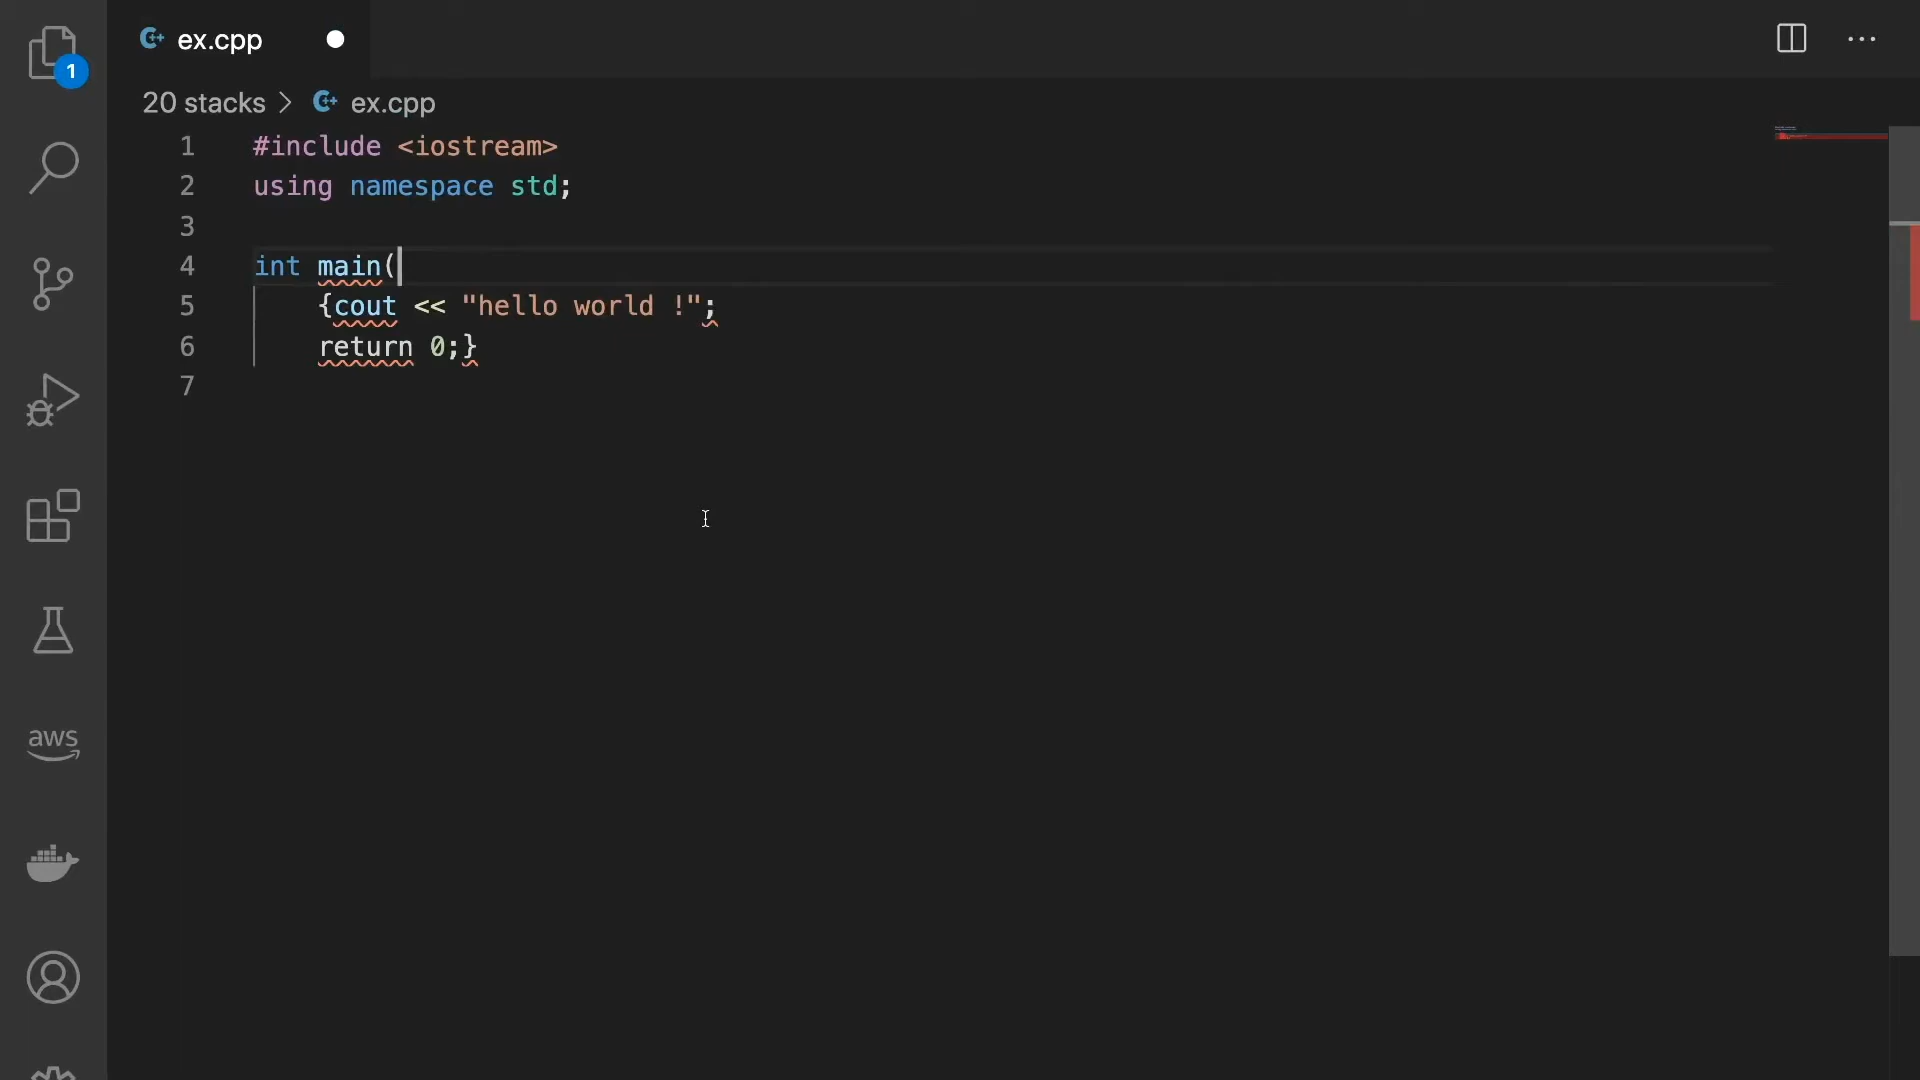 ex.cpp
1
20 stacks > ex.cpp
1 #include <iostream>
2 using namespace std;
3
4 int main(
5 {cout << "hello world !";
6 return 0;}
7
aws